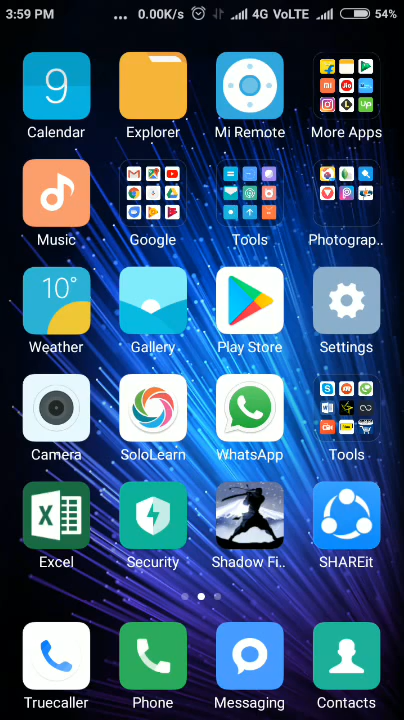 3:59 PM ... 0.00K/s 4G VoLTE 54%
9
Calendar Explorer Mi Remote More Apps
Music Google Tools Photograp..
10°
Weather Gallery Play Store Settings
Camera SoloLearn WhatsApp Tools
X
Excel Security Shadow Fi.. SHAREit
Truecaller Phone Messaging Contacts